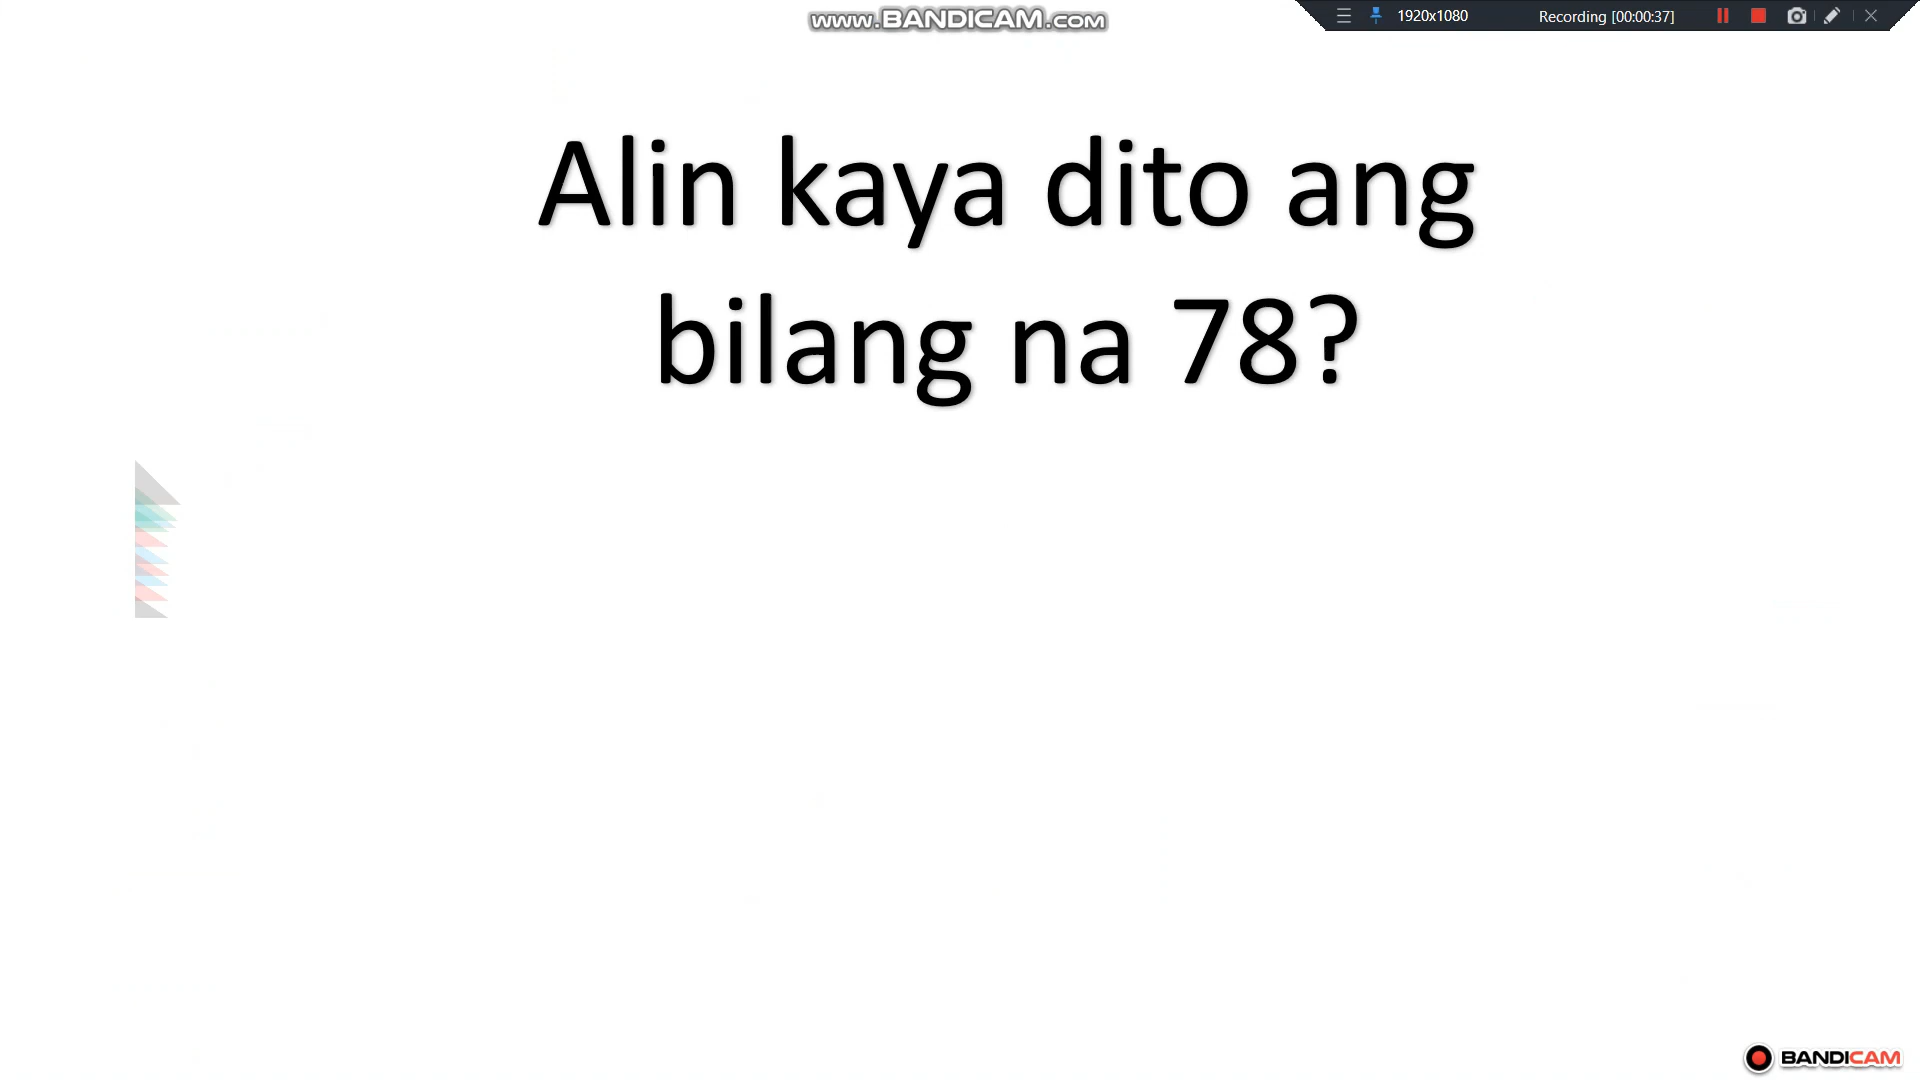 www.BANDICAM.com
1920x1080 Recording [00:00:37]
Alin kaya dito ang
bilang na 78?
BANDICAM